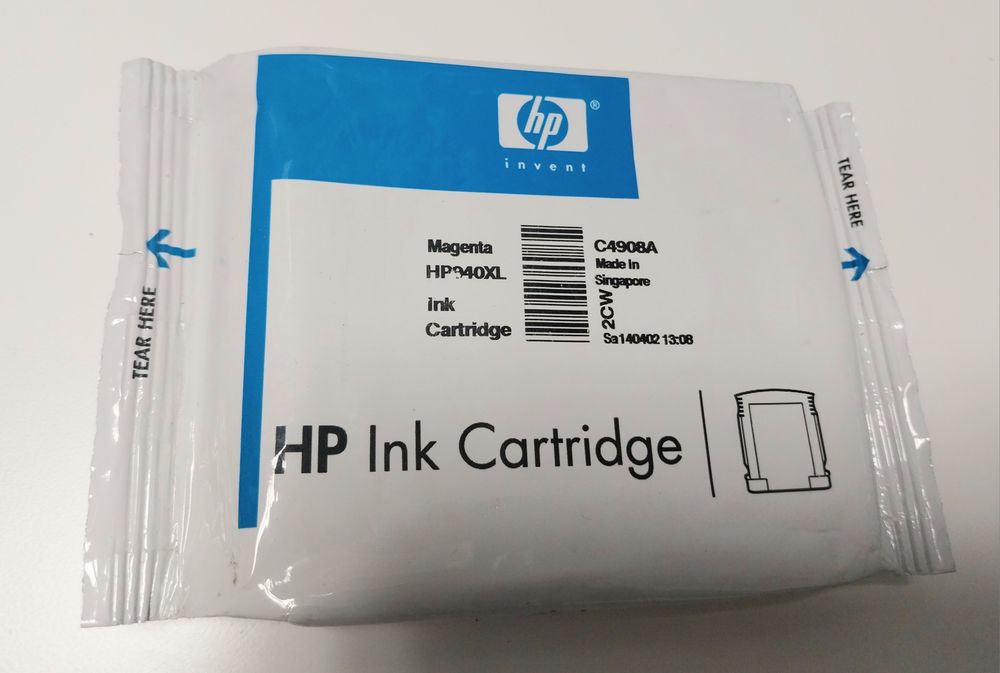 hp ®
invent
TEAR HERE
Magenta
HP940XL
Ink
Cartridge
C4908A
Made In
Singapore
2CW
Sa140402 13:08
TEAR HERE
HP Ink Cartridge